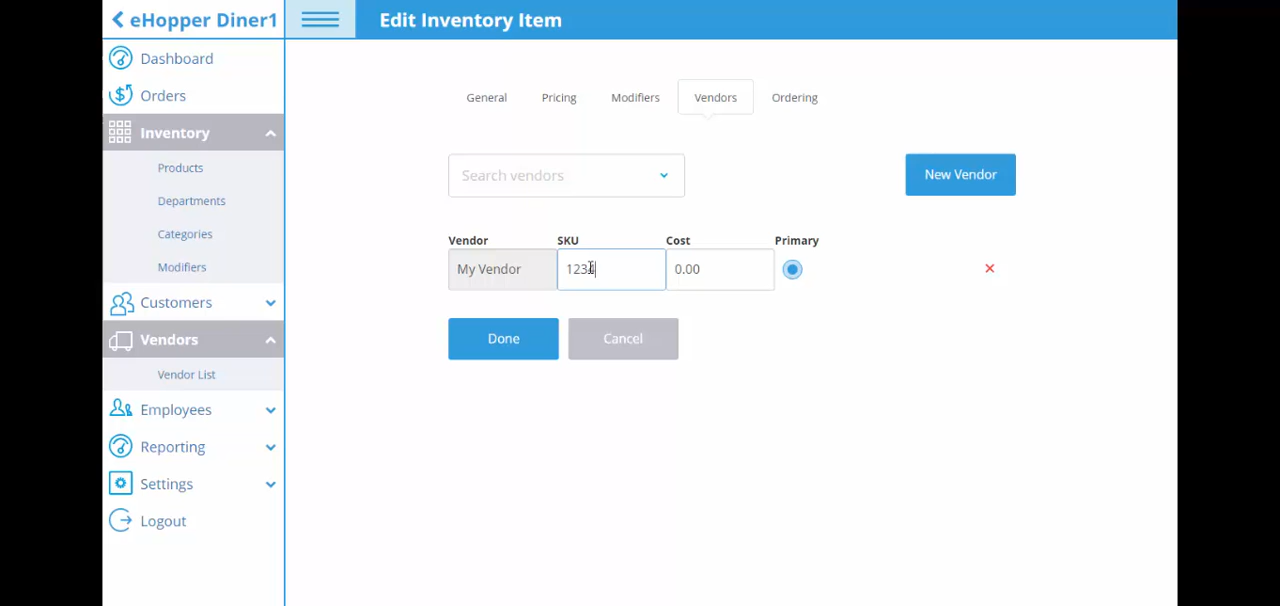 eHopper Diner1
Edit Inventory Item
Dashboard
Orders
Inventory
Products
Departments
Categories
Modifiers
Customers
Vendors
Vendor List
Employees
Reporting
Settings
Logout
General Pricing Modifiers Vendors Ordering
Search vendors
New Vendor
Vendor SKU Cost Primary
My Vendor 1234 0.00
Done Cancel